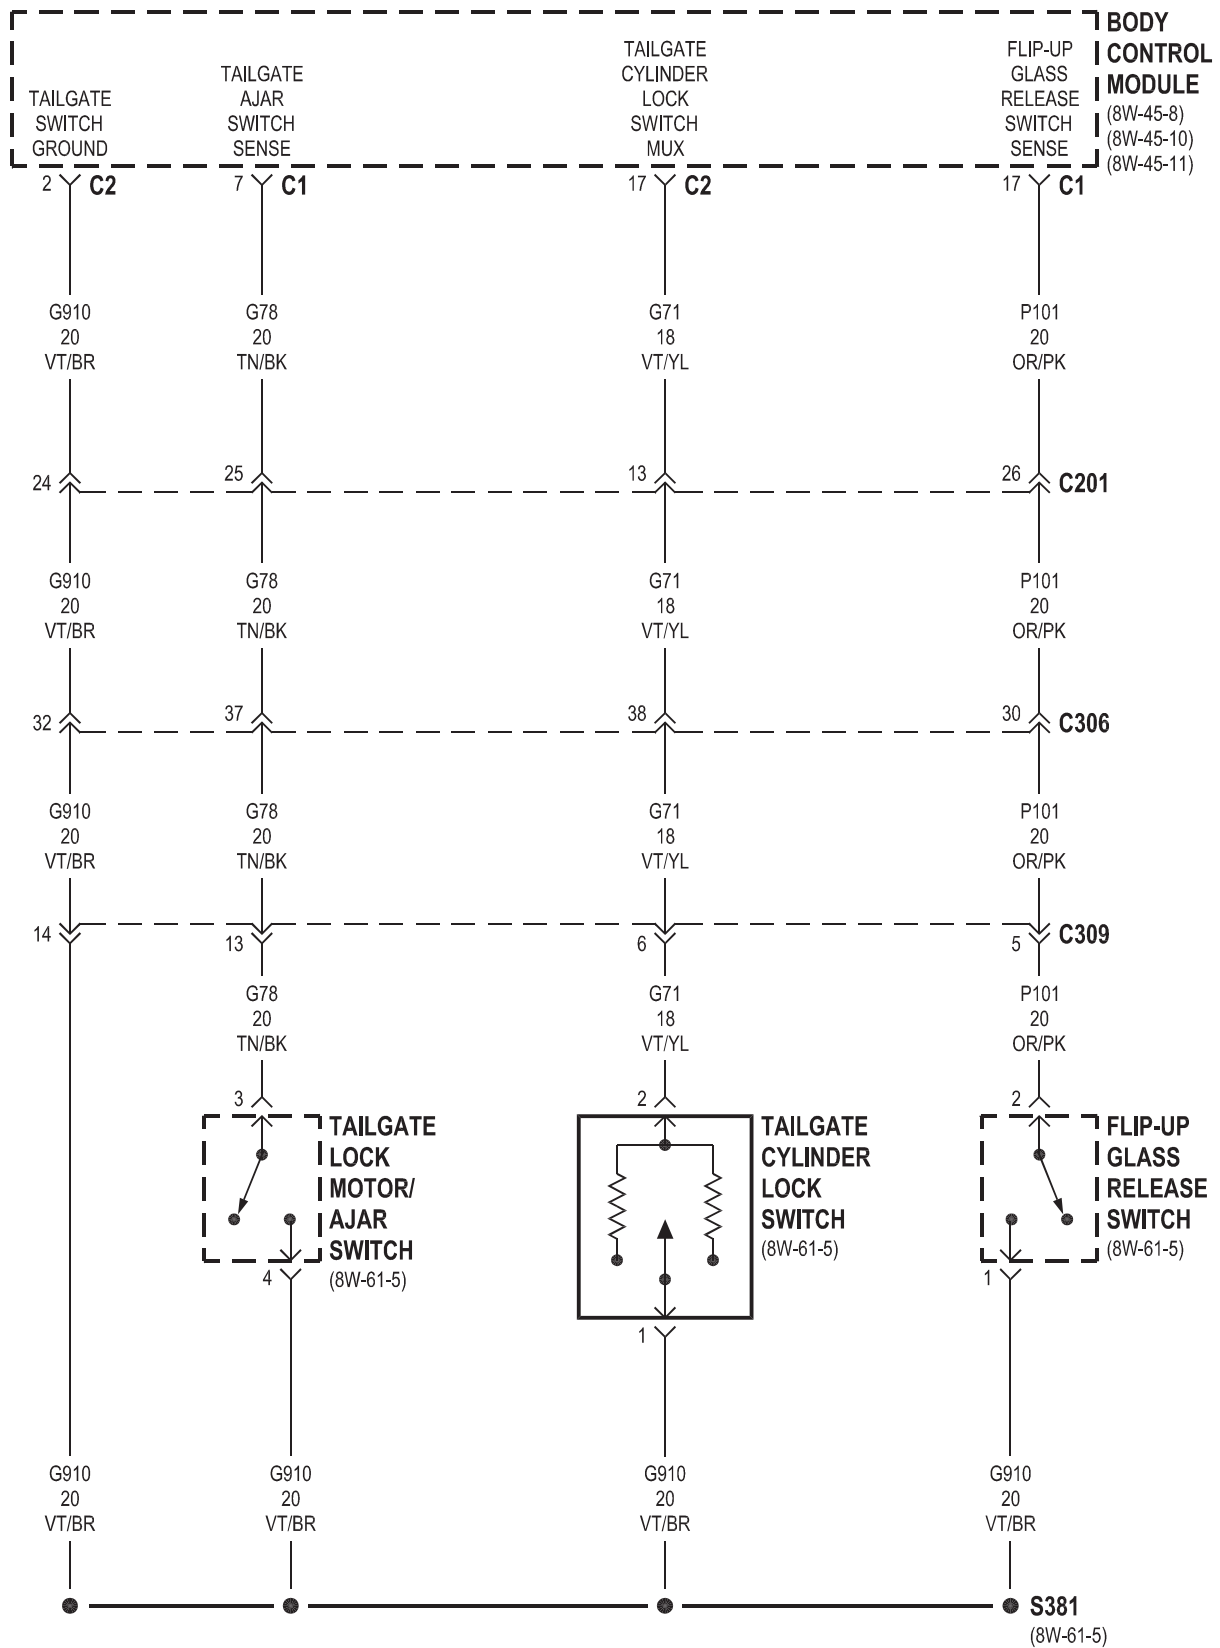 BODY
CONTROL
MODULE
(8W-45-8)
(8W-45-10)
(8W-45-11)
TAILGATE
SWITCH
GROUND
TAILGATE
AJAR
SWITCH
SENSE
TAILGATE
CYLINDER
LOCK
SWITCH
MUX
FLIP-UP
GLASS
RELEASE
SWITCH
SENSE
2 C2 7 C1 17 C2 17 C1
G910 G78 G71 P101
20 20 18 20
VT/BR TN/BK VT/YL OR/PK
24 25 13 26 C201
G910 G78 G71 P101
20 20 18 20
VT/BR TN/BK VT/YL OR/PK
32 37 38 30 C306
G910 G78 G71 P101
20 20 18 20
VT/BR TN/BK VT/YL OR/PK
14 13 6 5 C309
G78 G71 P101
20 18 20
TN/BK VT/YL OR/PK
3 2 2
TAILGATE
LOCK
MOTOR/
AJAR
SWITCH
(8W-61-5)
TAILGATE
CYLINDER
LOCK
SWITCH
(8W-61-5)
FLIP-UP
GLASS
RELEASE
SWITCH
(8W-61-5)
4 1 1
G910 G910 G910 G910
20 20 20 20
VT/BR VT/BR VT/BR VT/BR
S381
(8W-61-5)